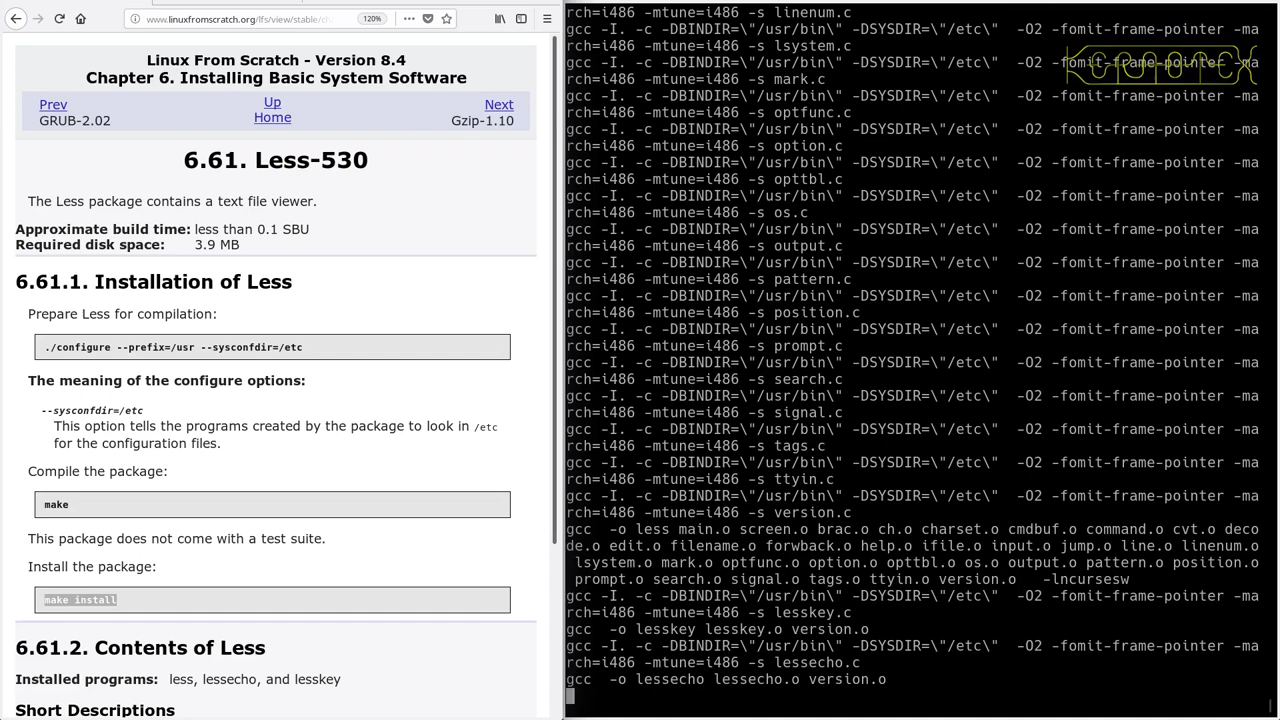 www.linuxfromscratch.org/lfs/view/stable/cha
120%
Linux From Scratch - Version 8.4
Chapter 6. Installing Basic System Software
Prev
Up
Next
GRUB-2.02
Home
Gzip-1.10
6.61. Less-530
The Less package contains a text file viewer.
Approximate build time: less than 0.1 SBU
Required disk space: 3.9 MB
6.61.1. Installation of Less
Prepare Less for compilation:
./configure --prefix=/usr --sysconfdir=/etc
The meaning of the configure options:
--sysconfdir=/etc
This option tells the programs created by the package to look in /etc
for the configuration files.
Compile the package:
make
This package does not come with a test suite.
Install the package:
make install
6.61.2. Contents of Less
Installed programs: less, lessecho, and lesskey
Short Descriptions
rch=i486 -mtune=i486 -s linenum.c
gcc -I. -c -DBINDIR=\"/usr/bin\" -DSYSDIR=\"/etc\"  -O2 -fomit-frame-pointer -ma
rch=i486 -mtune=i486 -s lsystem.c
gcc -I. -c -DBINDIR=\"/usr/bin\" -DSYSDIR=\"/etc\"  -O2 -fomit-frame-pointer -ma
rch=i486 -mtune=i486 -s mark.c
gcc -I. -c -DBINDIR=\"/usr/bin\" -DSYSDIR=\"/etc\"  -O2 -fomit-frame-pointer -ma
rch=i486 -mtune=i486 -s optfunc.c
gcc -I. -c -DBINDIR=\"/usr/bin\" -DSYSDIR=\"/etc\"  -O2 -fomit-frame-pointer -ma
rch=i486 -mtune=i486 -s option.c
gcc -I. -c -DBINDIR=\"/usr/bin\" -DSYSDIR=\"/etc\"  -O2 -fomit-frame-pointer -ma
rch=i486 -mtune=i486 -s opttbl.c
gcc -I. -c -DBINDIR=\"/usr/bin\" -DSYSDIR=\"/etc\"  -O2 -fomit-frame-pointer -ma
rch=i486 -mtune=i486 -s os.c
gcc -I. -c -DBINDIR=\"/usr/bin\" -DSYSDIR=\"/etc\"  -O2 -fomit-frame-pointer -ma
rch=i486 -mtune=i486 -s output.c
gcc -I. -c -DBINDIR=\"/usr/bin\" -DSYSDIR=\"/etc\"  -O2 -fomit-frame-pointer -ma
rch=i486 -mtune=i486 -s pattern.c
gcc -I. -c -DBINDIR=\"/usr/bin\" -DSYSDIR=\"/etc\"  -O2 -fomit-frame-pointer -ma
rch=i486 -mtune=i486 -s position.c
gcc -I. -c -DBINDIR=\"/usr/bin\" -DSYSDIR=\"/etc\"  -O2 -fomit-frame-pointer -ma
rch=i486 -mtune=i486 -s prompt.c
gcc -I. -c -DBINDIR=\"/usr/bin\" -DSYSDIR=\"/etc\"  -O2 -fomit-frame-pointer -ma
rch=i486 -mtune=i486 -s search.c
gcc -I. -c -DBINDIR=\"/usr/bin\" -DSYSDIR=\"/etc\"  -O2 -fomit-frame-pointer -ma
rch=i486 -mtune=i486 -s signal.c
gcc -I. -c -DBINDIR=\"/usr/bin\" -DSYSDIR=\"/etc\"  -O2 -fomit-frame-pointer -ma
rch=i486 -mtune=i486 -s tags.c
gcc -I. -c -DBINDIR=\"/usr/bin\" -DSYSDIR=\"/etc\"  -O2 -fomit-frame-pointer -ma
rch=i486 -mtune=i486 -s ttyin.c
gcc -I. -c -DBINDIR=\"/usr/bin\" -DSYSDIR=\"/etc\"  -O2 -fomit-frame-pointer -ma
rch=i486 -mtune=i486 -s version.c
gcc  -o less main.o screen.o brac.o ch.o charset.o cmdbuf.o command.o cvt.o deco
de.o edit.o filename.o forwback.o help.o ifile.o input.o jump.o line.o linenum.o
 lsystem.o mark.o optfunc.o option.o opttbl.o os.o output.o pattern.o position.o
 prompt.o search.o signal.o tags.o ttyin.o version.o   -lncursesw
gcc -I. -c -DBINDIR=\"/usr/bin\" -DSYSDIR=\"/etc\"  -O2 -fomit-frame-pointer -ma
rch=i486 -mtune=i486 -s lesskey.c
gcc  -o lesskey lesskey.o version.o
gcc -I. -c -DBINDIR=\"/usr/bin\" -DSYSDIR=\"/etc\"  -O2 -fomit-frame-pointer -ma
rch=i486 -mtune=i486 -s lessecho.c
gcc  -o lessecho lessecho.o version.o